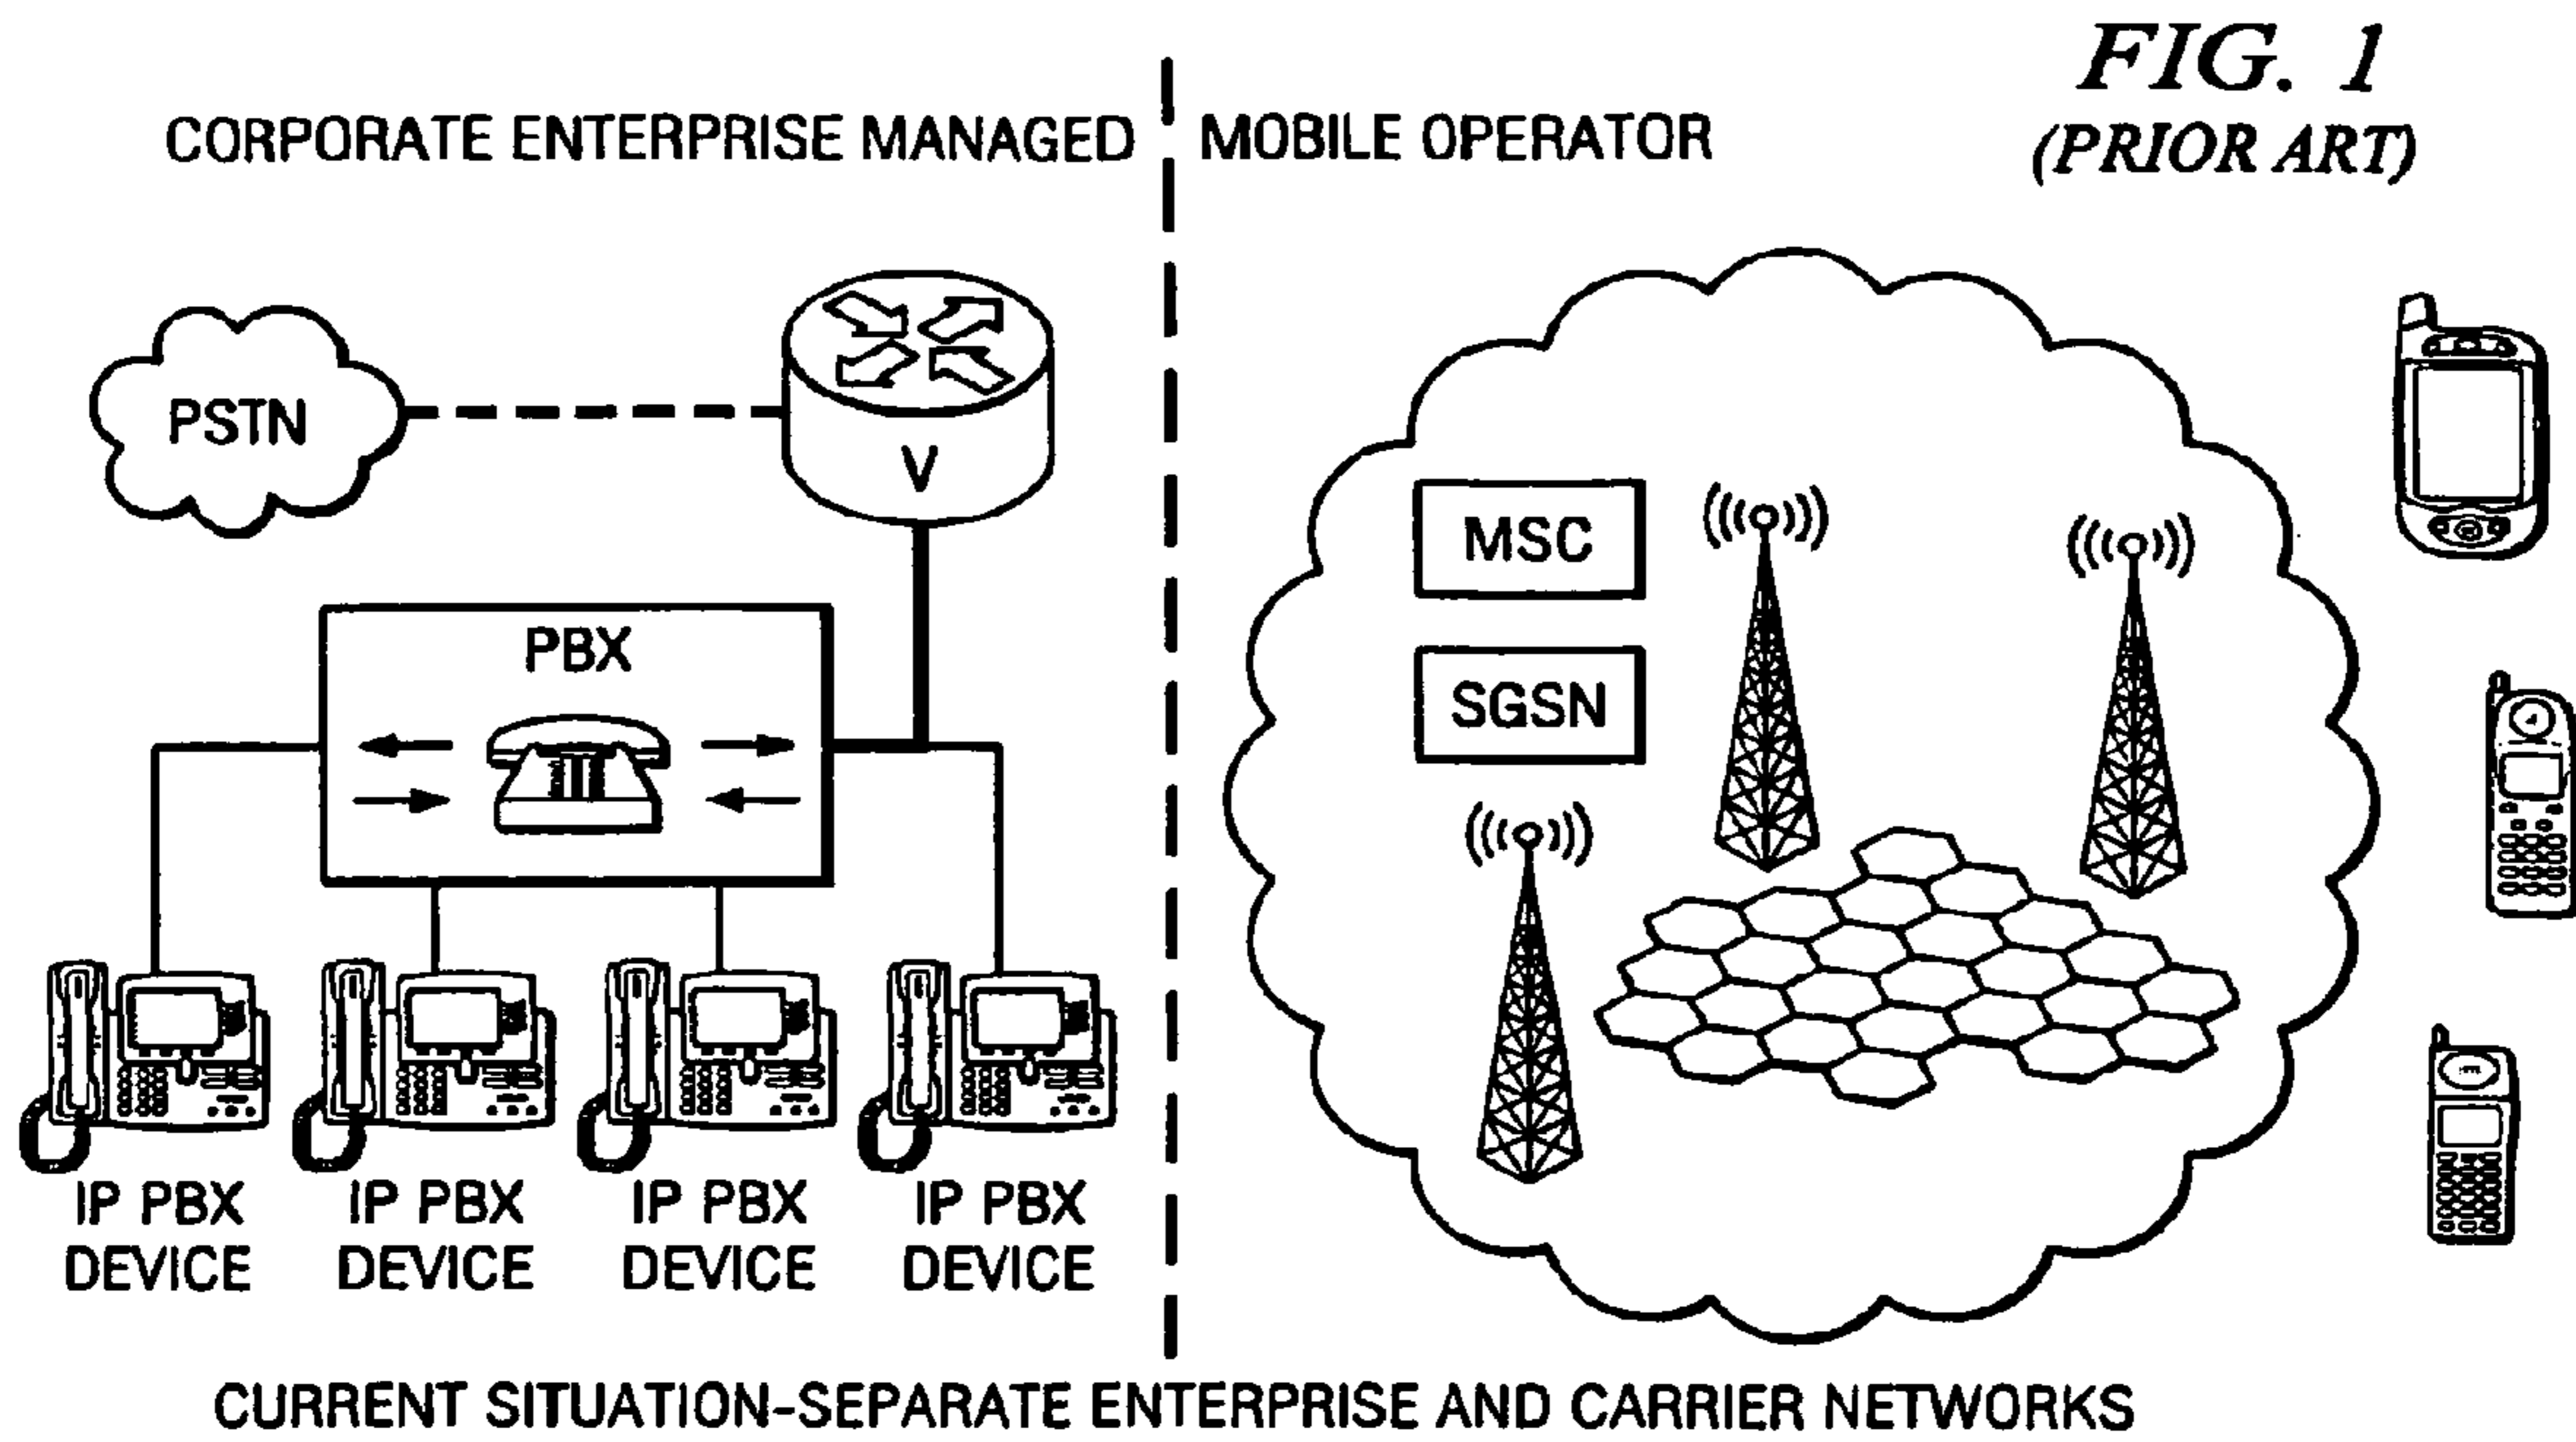 FIG. 1
(PRIOR ART)
CORPORATE ENTERPRISE MANAGED
MOBILE OPERATOR
PSTN
V
PBX
MSC
SGSN
IP PBX
DEVICE
IP PBX
DEVICE
IP PBX
DEVICE
IP PBX
DEVICE
CURRENT SITUATION-SEPARATE ENTERPRISE AND CARRIER NETWORKS